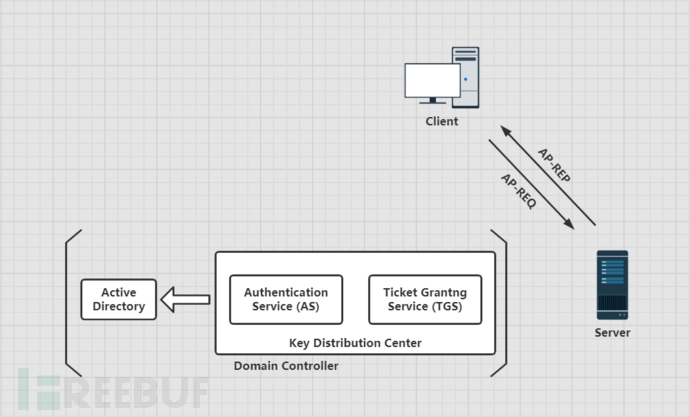 Client
AP-REP
AP-REQ
Active
Directory
Authentication
Service (AS)
Ticket Grantng
Service (TGS)
Key Distribution Center
Domain Controller
Server
FREEBUF